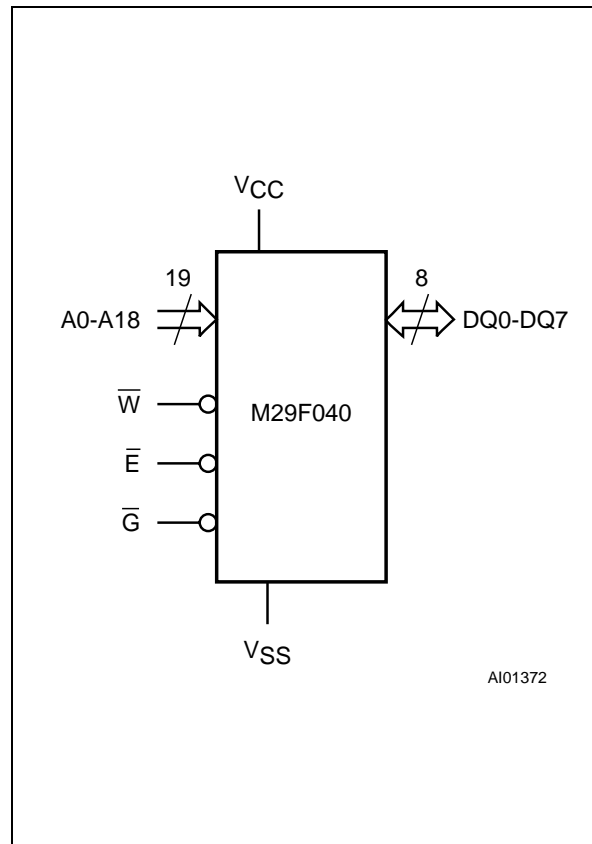 VCC
19
8
A0-A18
DQ0-DQ7
W̅
M29F040
E̅
G̅
VSS
AI01372